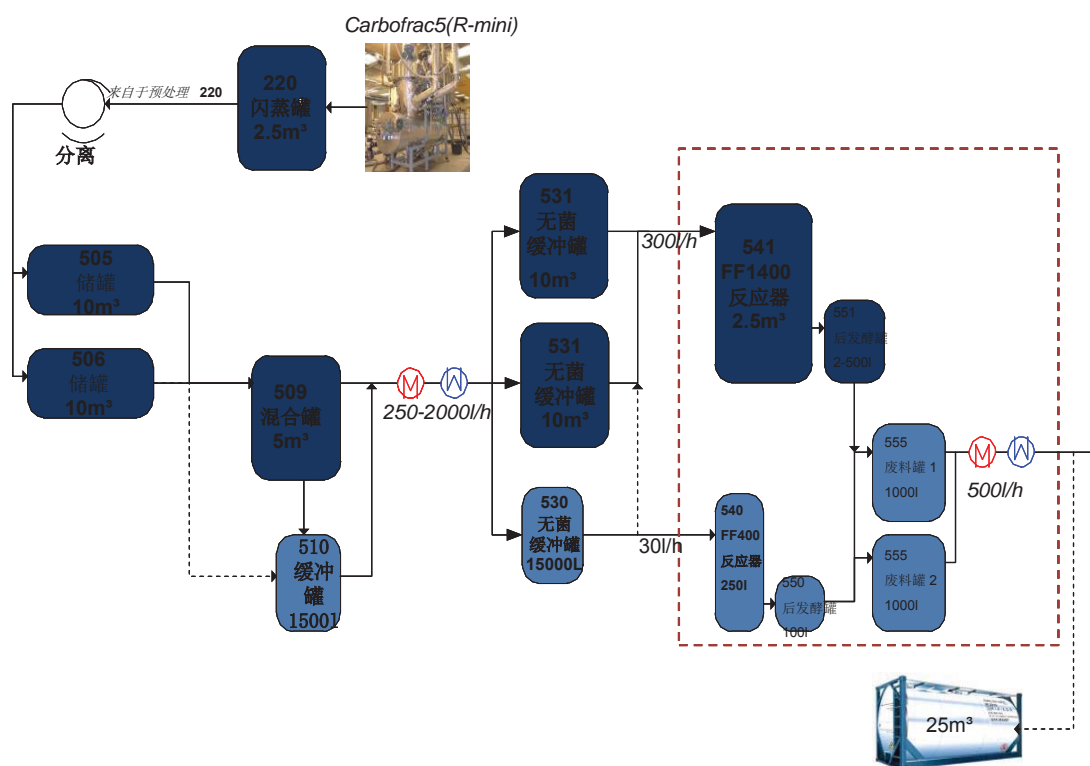 Carbofrac5(R-mini)
220
闪蒸罐
2.5m³
来自于预处理 220
分离
505
储罐
10m³
506
储罐
10m³
509
混合罐
5m³
510
缓冲
罐
1500l
M
W
250-2000l/h
531
无菌
缓冲罐
10m³
531
无菌
缓冲罐
10m³
530
无菌
缓冲罐
15000L
300l/h
30l/h
541
FF1400
反应器
2.5m³
551
后发酵罐
2-500l
540
FF400
反应器
250l
550
后发酵罐
100l
555
废料罐 1
1000l
555
废料罐 2
1000l
M
W
500l/h
25m³